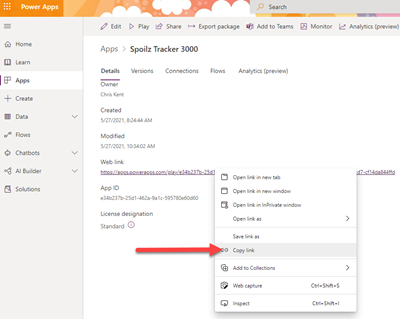 Power Apps
Search
Edit
Play
Share
Export package
Add to Teams
Monitor
Analytics (preview)
Home
Learn
Apps
Create
Data
Flows
Chatbots
AI Builder
Solutions
Apps > Spoilz Tracker 3000
Details
Versions
Connections
Flows
Analytics (preview)
Owner
Chris Kent
Created
5/27/2021, 8:24:44 AM
Modified
5/27/2021, 10:34:02 AM
Web link
https://apps.powerapps.com/play/e34b237b-25d1
d7-cf14da844ffd
App ID
e34b237b-25d1-462a-9a1c-595780e60d60
License designation
Standard
Open link in new tab
Open link in new window
Open link in InPrivate window
Open link as
Save link as
Copy link
Add to Collections
Web capture Ctrl+Shift+S
Inspect Ctrl+Shift+I